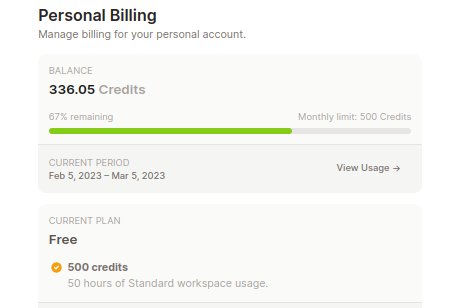 Personal Billing
Manage billing for your personal account.
BALANCE
336.05 Credits
67% remaining
Monthly limit: 500 Credits
CURRENT PERIOD
Feb 5, 2023 – Mar 5, 2023
View Usage →
CURRENT PLAN
Free
500 credits
50 hours of Standard workspace usage.